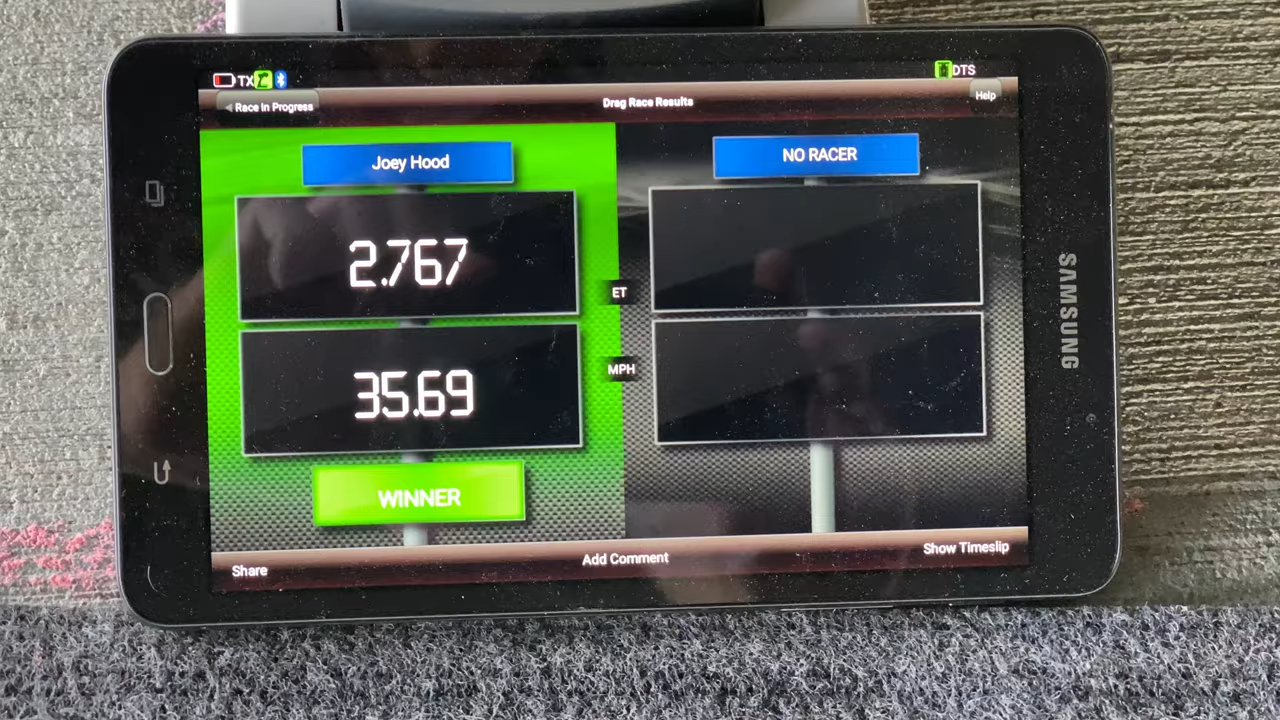 TX
DTS
Race In Progress
Drag Race Results
Help
Joey Hood
NO RACER
2.767
ET
35.69
MPH
WINNER
Share
Add Comment
Show Timeslip
SAMSUNG